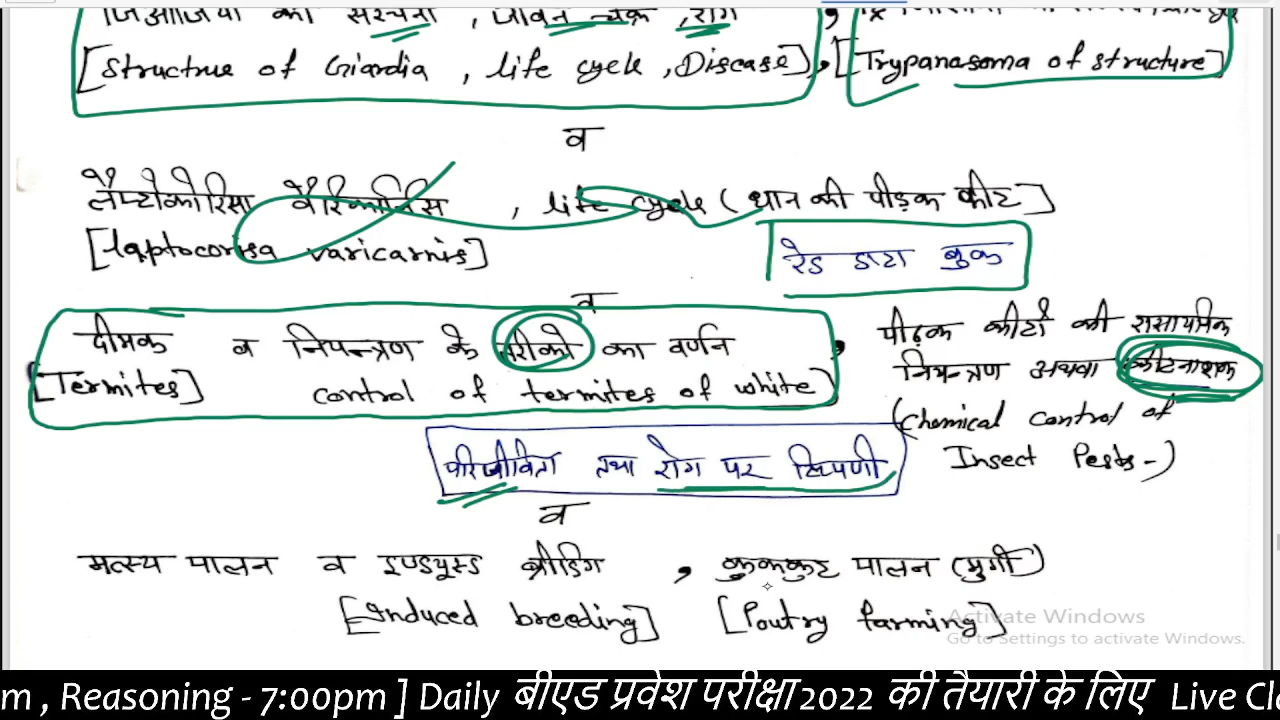 की संरचना , जीवन चक्र , रोग ,
[Structrue of Giardia , life cycle , Disease] , [Trypanasoma of structure]
व
लैप्टोकोरिसा वैरिकॉर्निस , life cycle ( धान की पीड़क कीट ]
[laptocorisa varicarnis]
रेड डाटा बुक
व
दीमक व नियन्त्रण के तरीको का वर्णन , पीढ़क कीटों की रासायनिक
[Termites) control of termites of white] नियन्त्रण अथवा कीटनाशक
(Chemical control of
Insect Pests-)
परिजीविता तथा रोग पर टिप्पणी
व
मत्स्य पालन व इण्ड्यूस्ड ब्रीडिंग , कुककुट पालन (मुर्गी)
[Induced breeding] [Poutry farming]
Activate Windows
Go to Settings to activate Windows.
m , Reasoning - 7:00pm ] Daily बीएड प्रवेश परीक्षा 2022 की तैयारी के लिए Live Cl